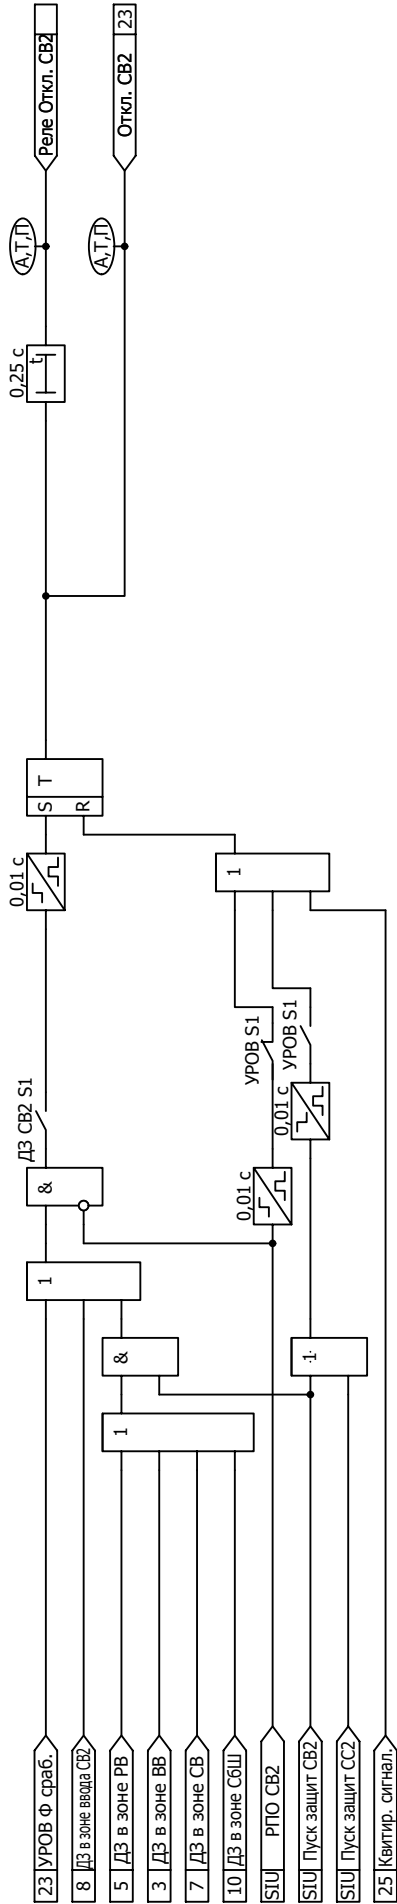 Реле Откл. СВ2
Откл. СВ2 23
А,Т,П
А,Т,П
0,25 с
t
S T
R
0,01 с
1
ДЗ СВ2 S1
УРОВ S1
УРОВ S1
&
0,01 с
0,01 с
1
&
1
1
23 УРОВ Ф сраб.
8 ДЗ в зоне ввода СВ2
5 ДЗ в зоне РВ
3 ДЗ в зоне ВВ
7 ДЗ в зоне СВ
10 ДЗ в зоне СбШ
SIU РПО СВ2
SIU Пуск защит СВ2
SIU Пуск защит СС2
25 Квитир. сигнал.